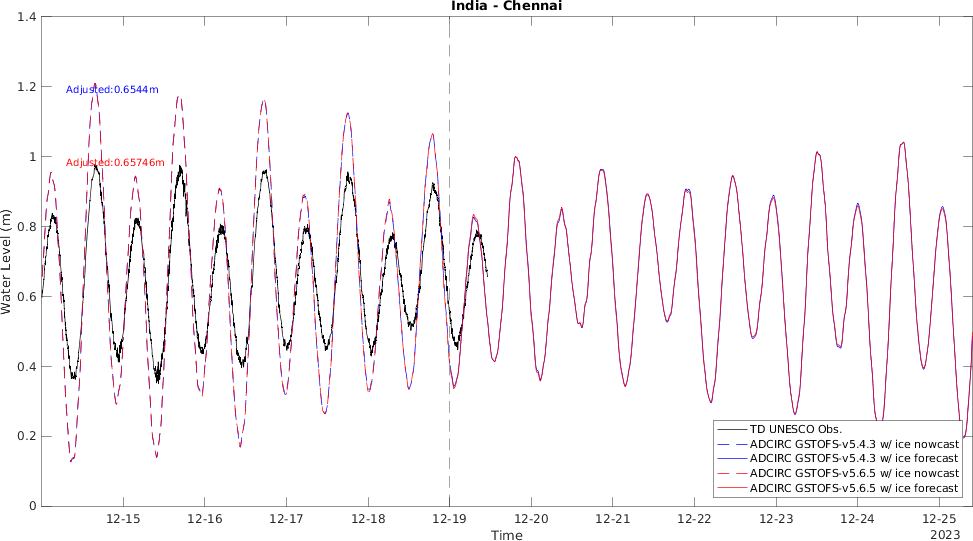 India - Chennai
1.4
1.2
1
0.8
0.6
0.4
0.2
0
Water Level (m)
Adjusted:0.6544m
Adjusted:0.65746m
TD UNESCO Obs.
ADCIRC GSTOFS-v5.4.3 w/ ice nowcast
ADCIRC GSTOFS-v5.4.3 w/ ice forecast
ADCIRC GSTOFS-v5.6.5 w/ ice nowcast
ADCIRC GSTOFS-v5.6.5 w/ ice forecast
12-15 12-16 12-17 12-18 12-19 12-20 12-21 12-22 12-23 12-24 12-25
Time
2023